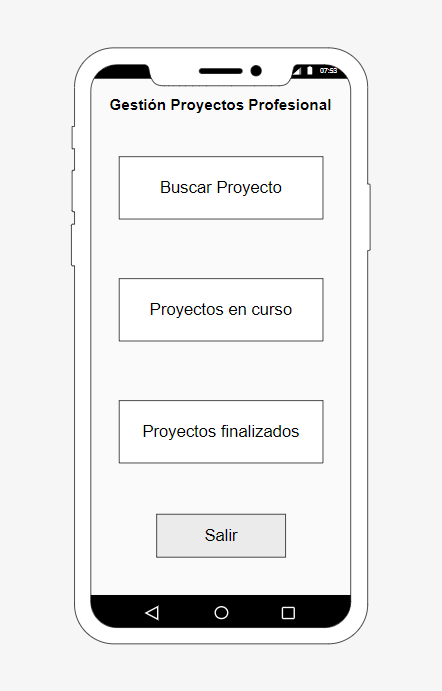 07:53
Gestión Proyectos Profesional
Buscar Proyecto
Proyectos en curso
Proyectos finalizados
Salir